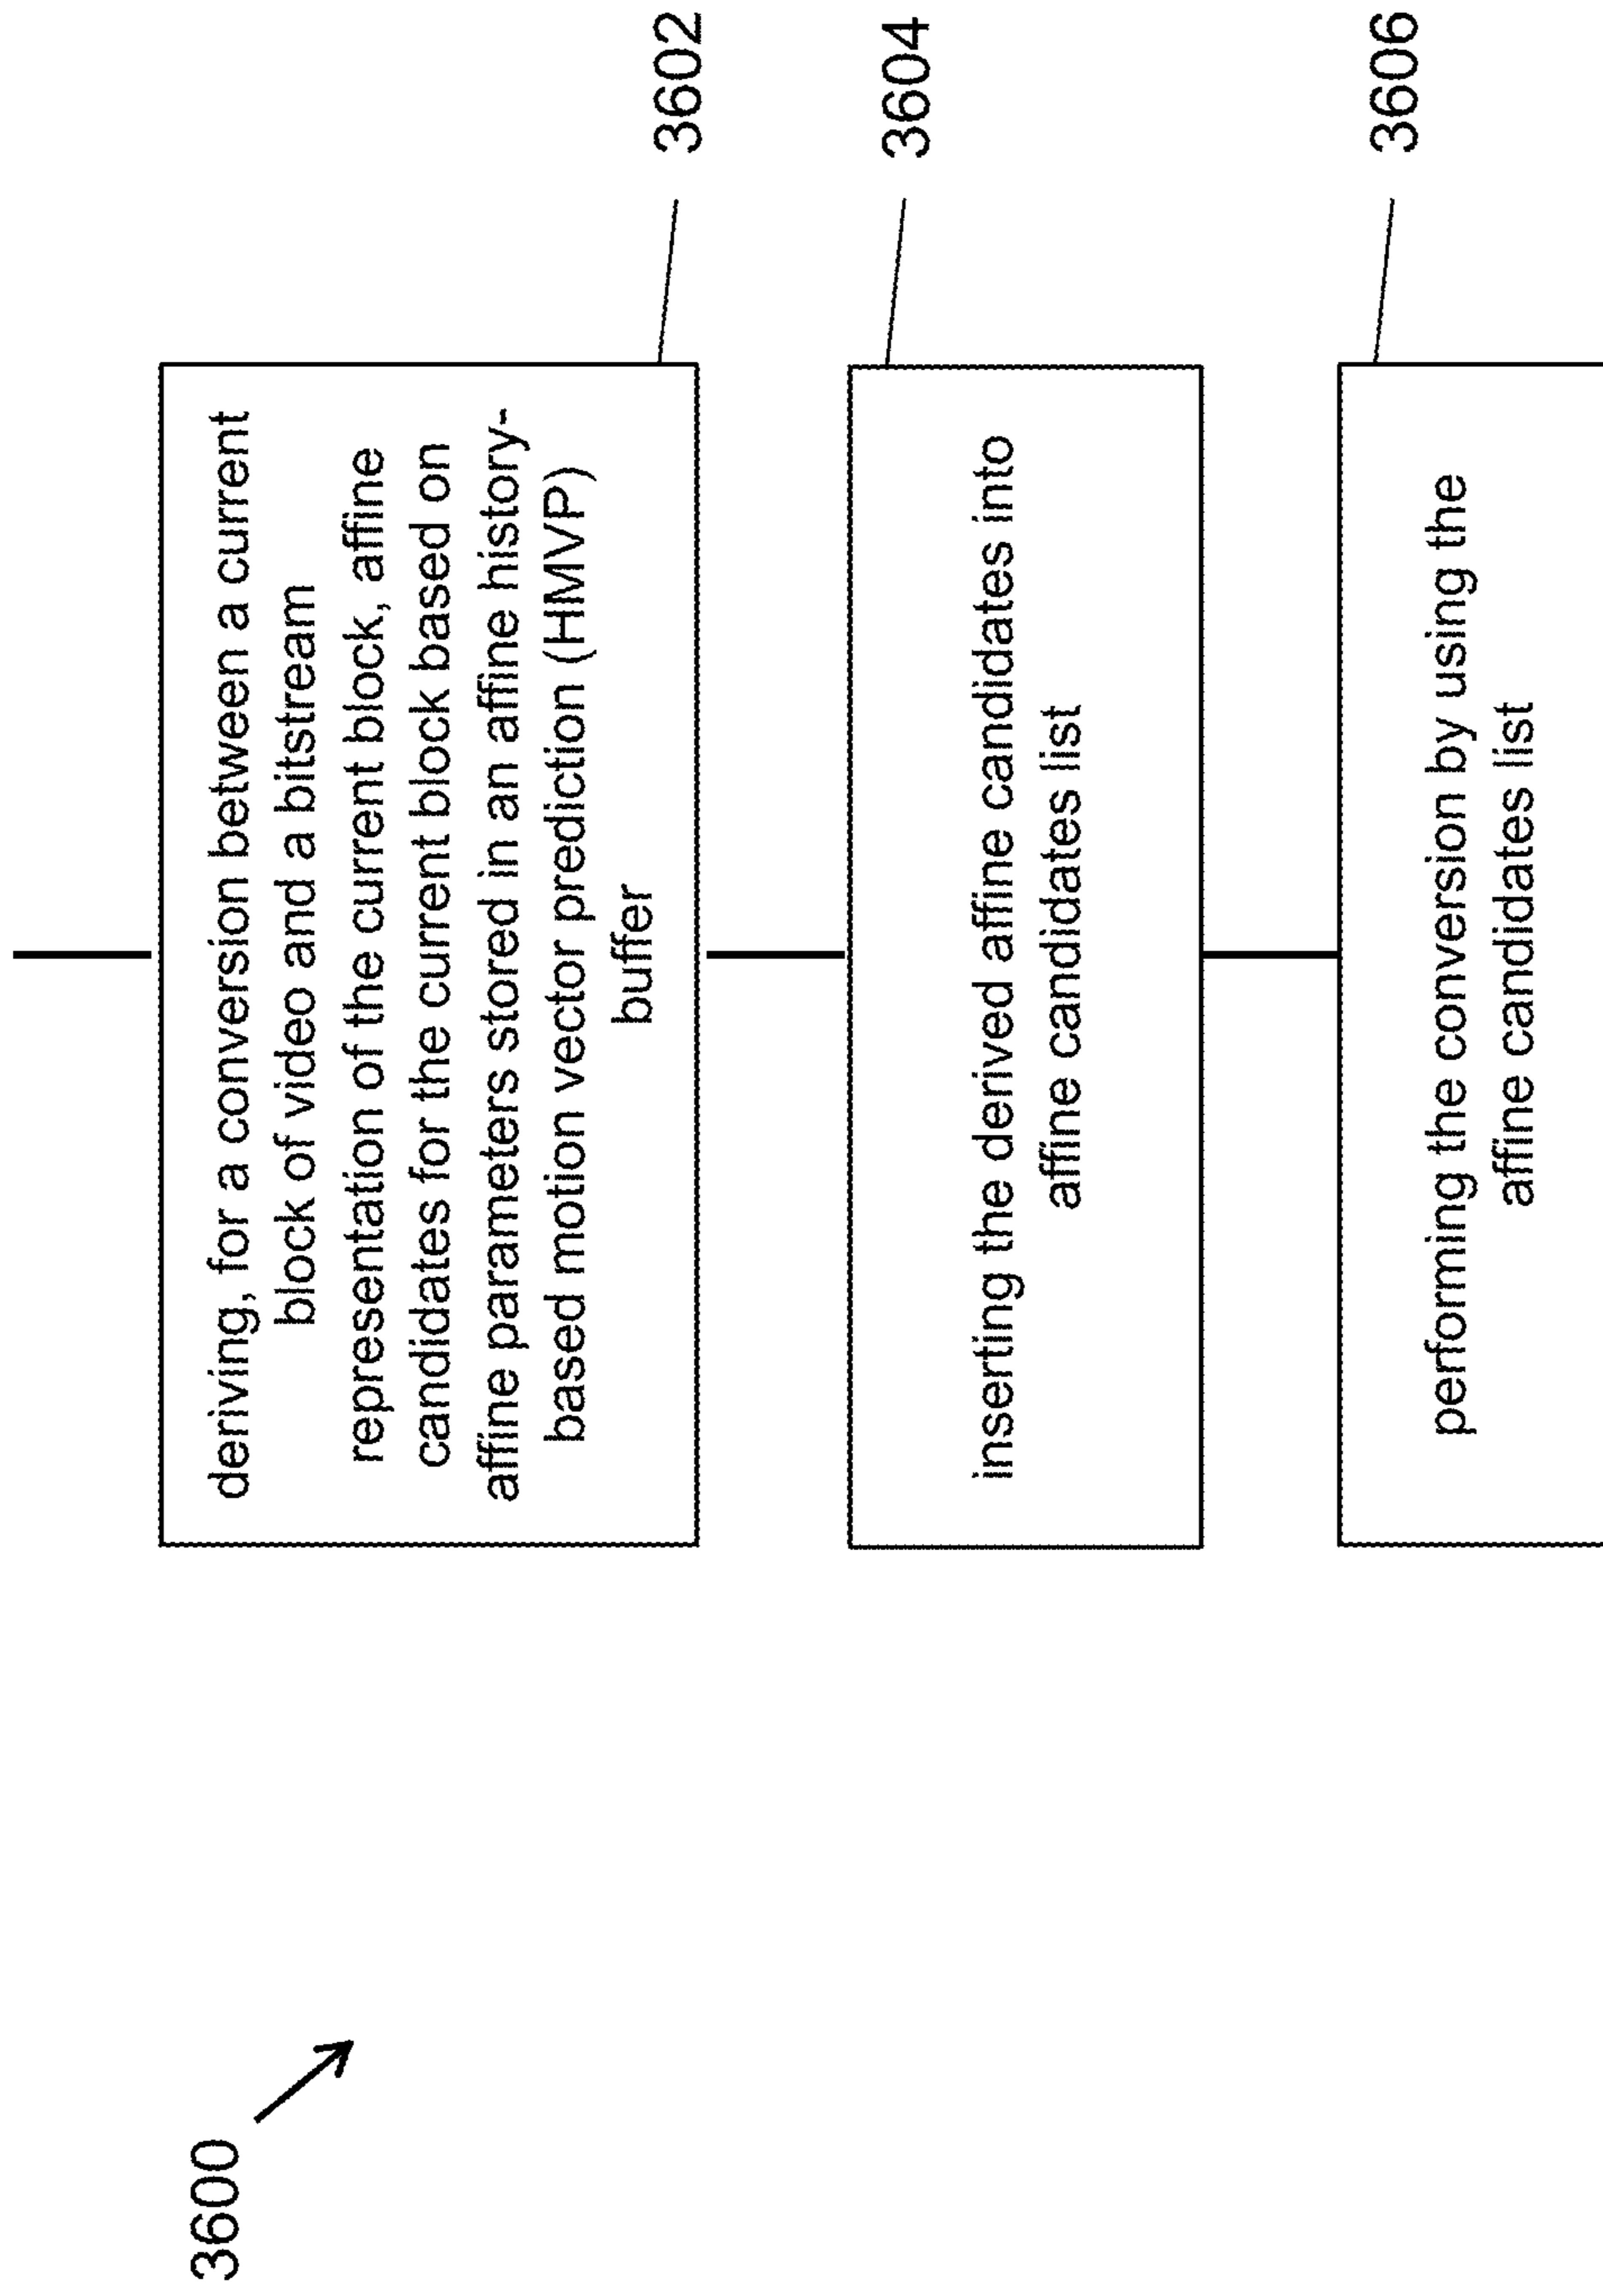 3600
deriving, for a conversion between a current
block of video and a bitstream
representation of the current block, affine
candidates for the current block based on
affine parameters stored in an affine history-
based motion vector prediction (HMVP)
buffer
3602
inserting the derived affine candidates into
affine candidates list
3604
performing the conversion by using the
affine candidates list
3606